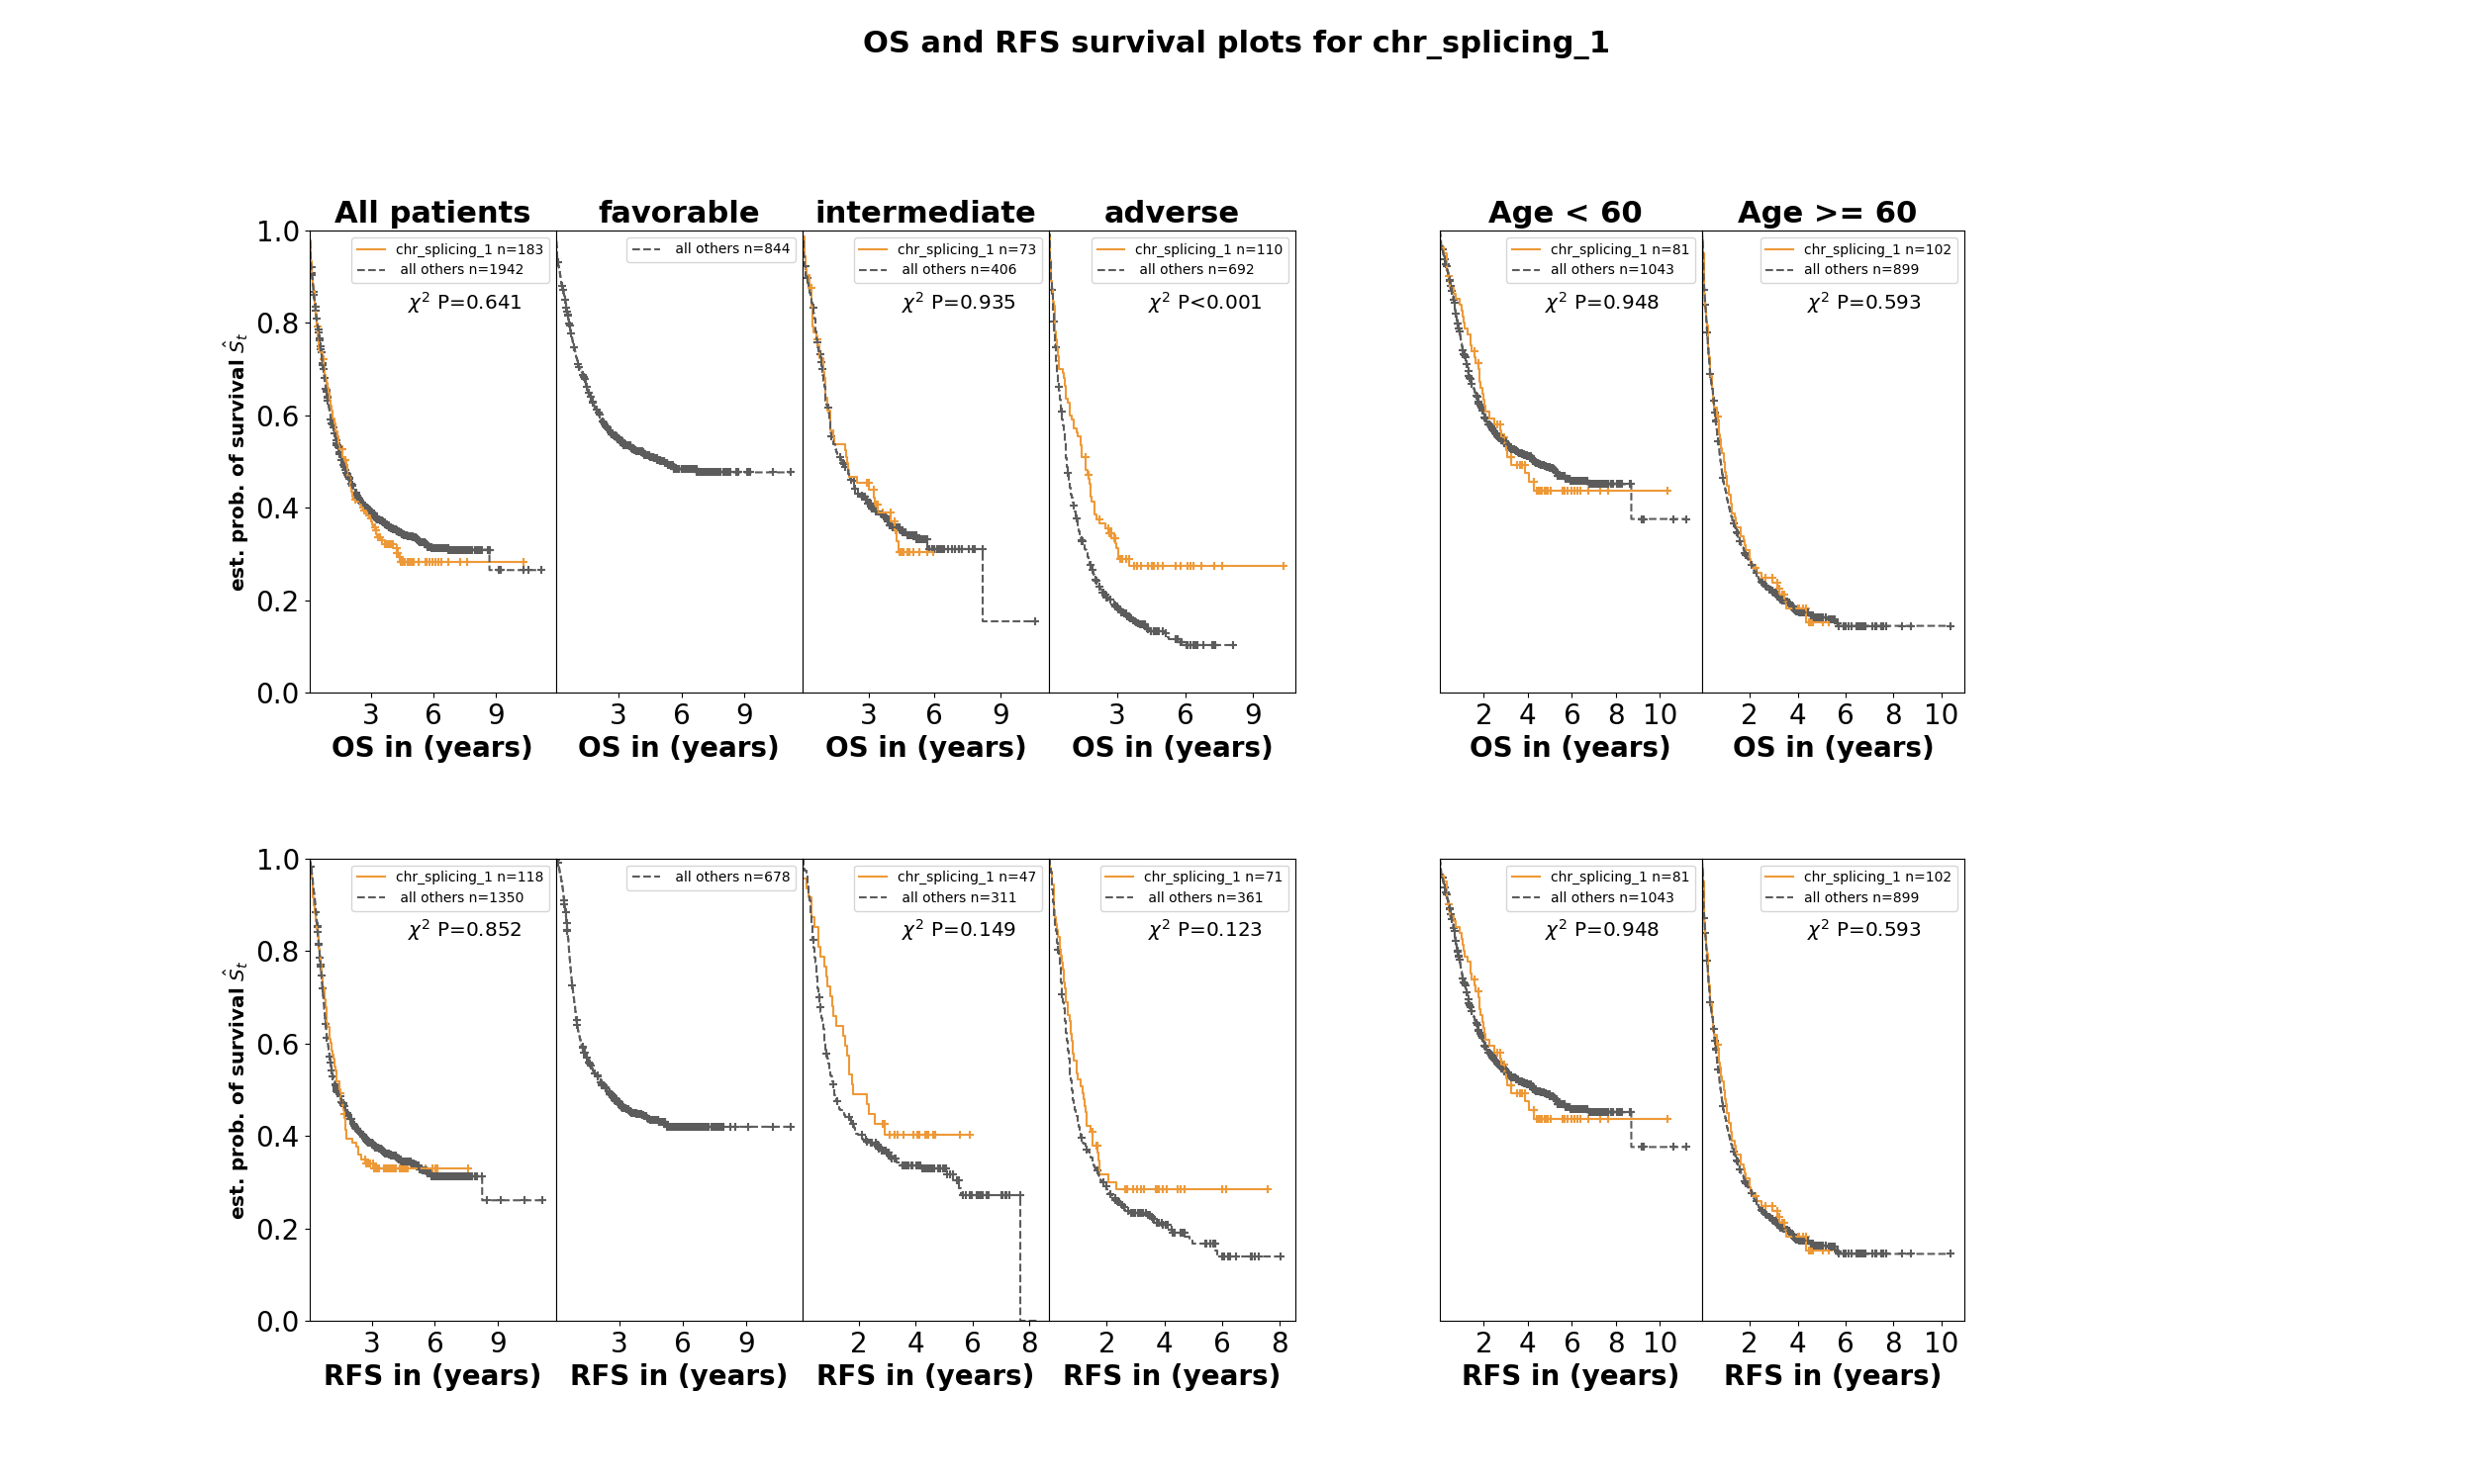 OS and RFS survival plots for chr_splicing_1
All patients
favorable
intermediate
adverse
Age < 60
Age >= 60
est. prob. of survival Ŝt
1.0
0.8
0.6
0.4
0.2
0.0
chr_splicing_1 n=183
all others n=1942
χ² P=0.641
3 6 9
OS in (years)
all others n=844
3 6 9
OS in (years)
chr_splicing_1 n=73
all others n=406
χ² P=0.935
3 6 9
OS in (years)
chr_splicing_1 n=110
all others n=692
χ² P<0.001
3 6 9
OS in (years)
chr_splicing_1 n=81
all others n=1043
χ² P=0.948
2 4 6 8 10
OS in (years)
chr_splicing_1 n=102
all others n=899
χ² P=0.593
2 4 6 8 10
OS in (years)
est. prob. of survival Ŝt
1.0
0.8
0.6
0.4
0.2
0.0
chr_splicing_1 n=118
all others n=1350
χ² P=0.852
3 6 9
RFS in (years)
all others n=678
3 6 9
RFS in (years)
chr_splicing_1 n=47
all others n=311
χ² P=0.149
2 4 6 8
RFS in (years)
chr_splicing_1 n=71
all others n=361
χ² P=0.123
2 4 6 8
RFS in (years)
chr_splicing_1 n=81
all others n=1043
χ² P=0.948
2 4 6 8 10
RFS in (years)
chr_splicing_1 n=102
all others n=899
χ² P=0.593
2 4 6 8 10
RFS in (years)